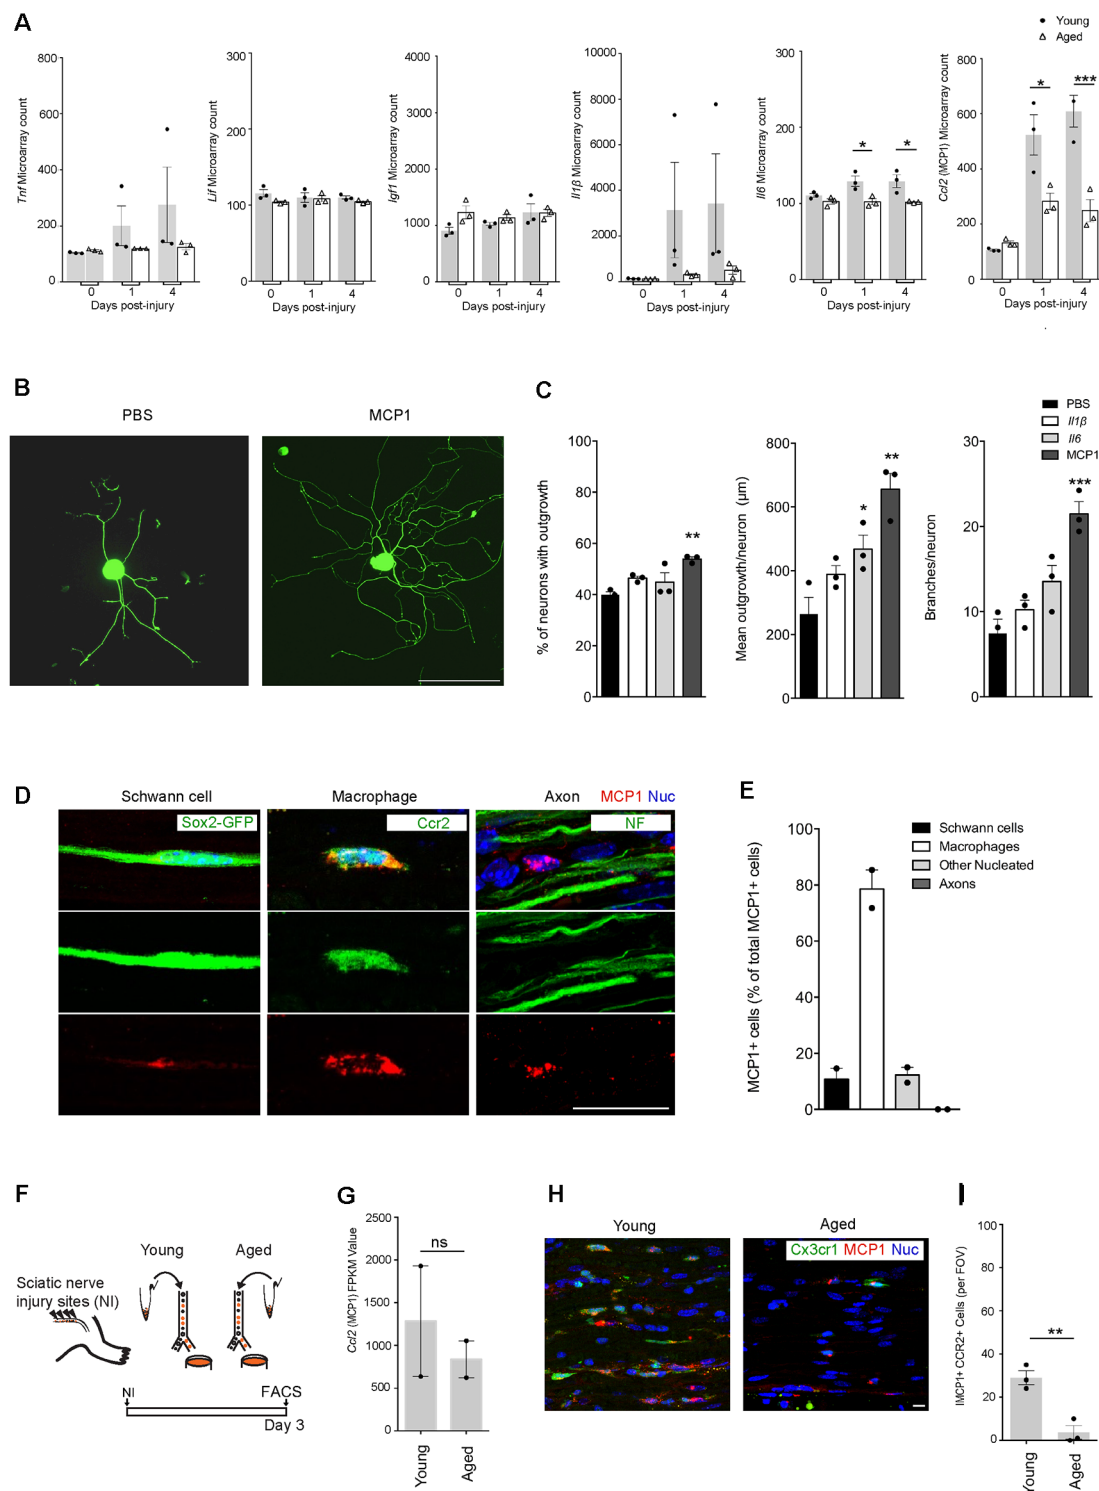 A
Young
Aged
Tnf Microarray count
800
600
400
200
0
0 1 4
Days post-injury
Lif Microarray count
300
200
100
0
0 1 4
Days post-injury
Igf1 Microarray count
4000
3000
2000
1000
0
0 1 4
Days post-injury
Il1β Microarray count
10000
8000
6000
4000
2000
0
0 1 4
Days post-injury
Il6 Microarray count
300
200
100
0
* *
0 1 4
Days post-injury
Ccl2 (MCP1) Microarray count
800
600
400
200
0
* ***
0 1 4
Days post-injury
B
PBS MCP1
C
PBS
Il1β
Il6
MCP1
% of neurons with outgrowth
100
80
60
40
20
0
**
Mean outgrowth/neuron (µm)
800
600
400
200
0
* **
Branches/neuron
30
20
10
0
***
D
Schwann cell Macrophage Axon MCP1 Nuc
Sox2-GFP Ccr2 NF
E
MCP1+ cells (% of total MCP1+ cells)
100
80
60
40
20
0
Schwann cells
Macrophages
Other Nucleated
Axons
F
Young Aged
Sciatic nerve
injury sites (NI)
NI FACS
Day 3
G
Ccl2 (MCP1) FPKM Value
2500
2000
1500
1000
500
0
ns
Young Aged
H
Young Aged
Cx3cr1 MCP1 Nuc
I
IMCP1+ CCR2+ Cells (per FOV)
100
80
60
40
20
0
**
Young Aged